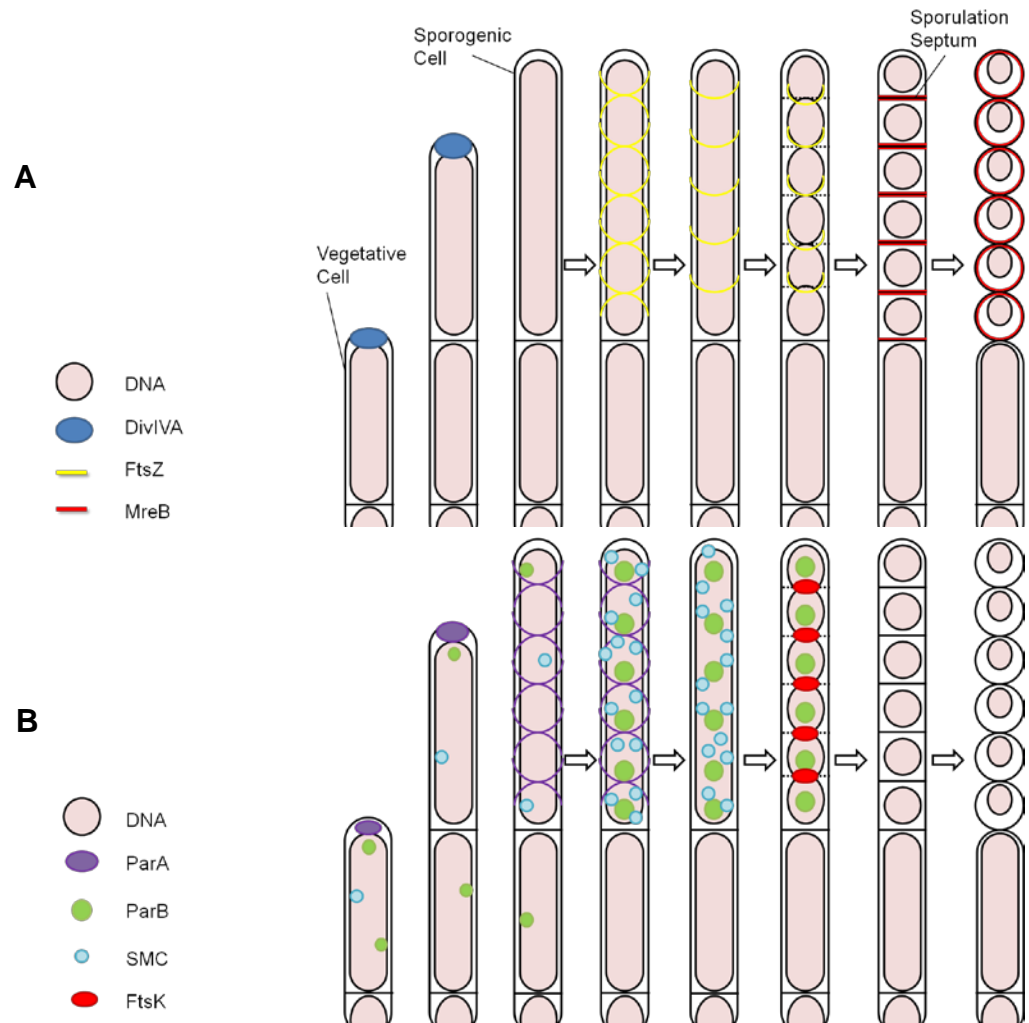 A
Sporogenic
Cell
Sporulation
Septum
Vegetative
Cell
DNA
DivIVA
FtsZ
MreB
B
DNA
ParA
ParB
SMC
FtsK